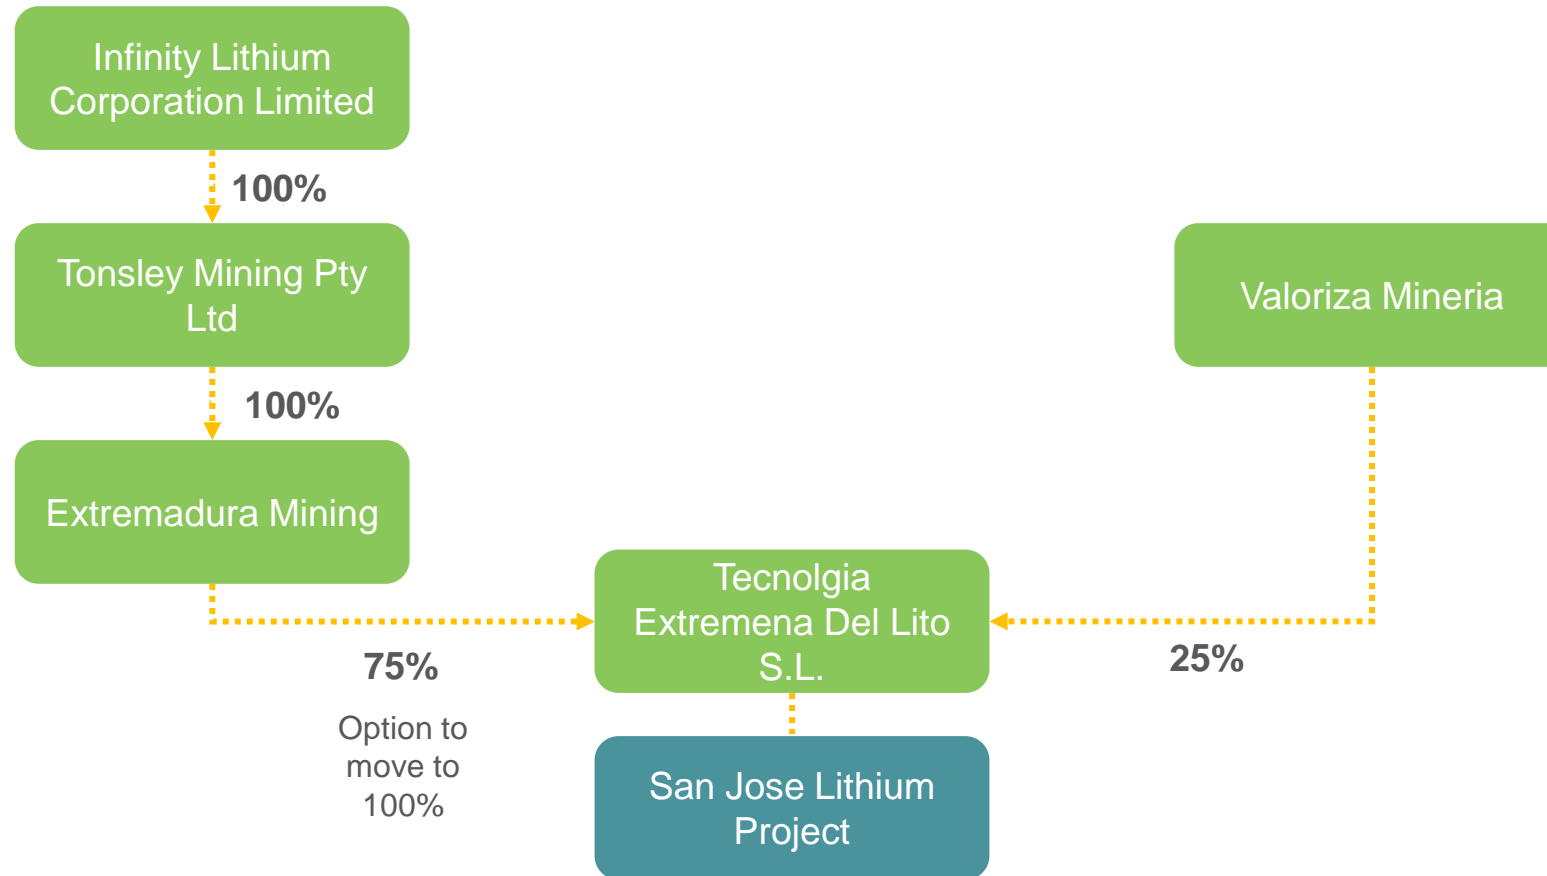 Infinity Lithium
Corporation Limited
100%
Tonsley Mining Pty
Ltd
Valoriza Mineria
100%
Extremadura Mining
Tecnolgia
Extremena Del Lito
S.L.
75%
25%
Option to
move to
100%
San Jose Lithium
Project